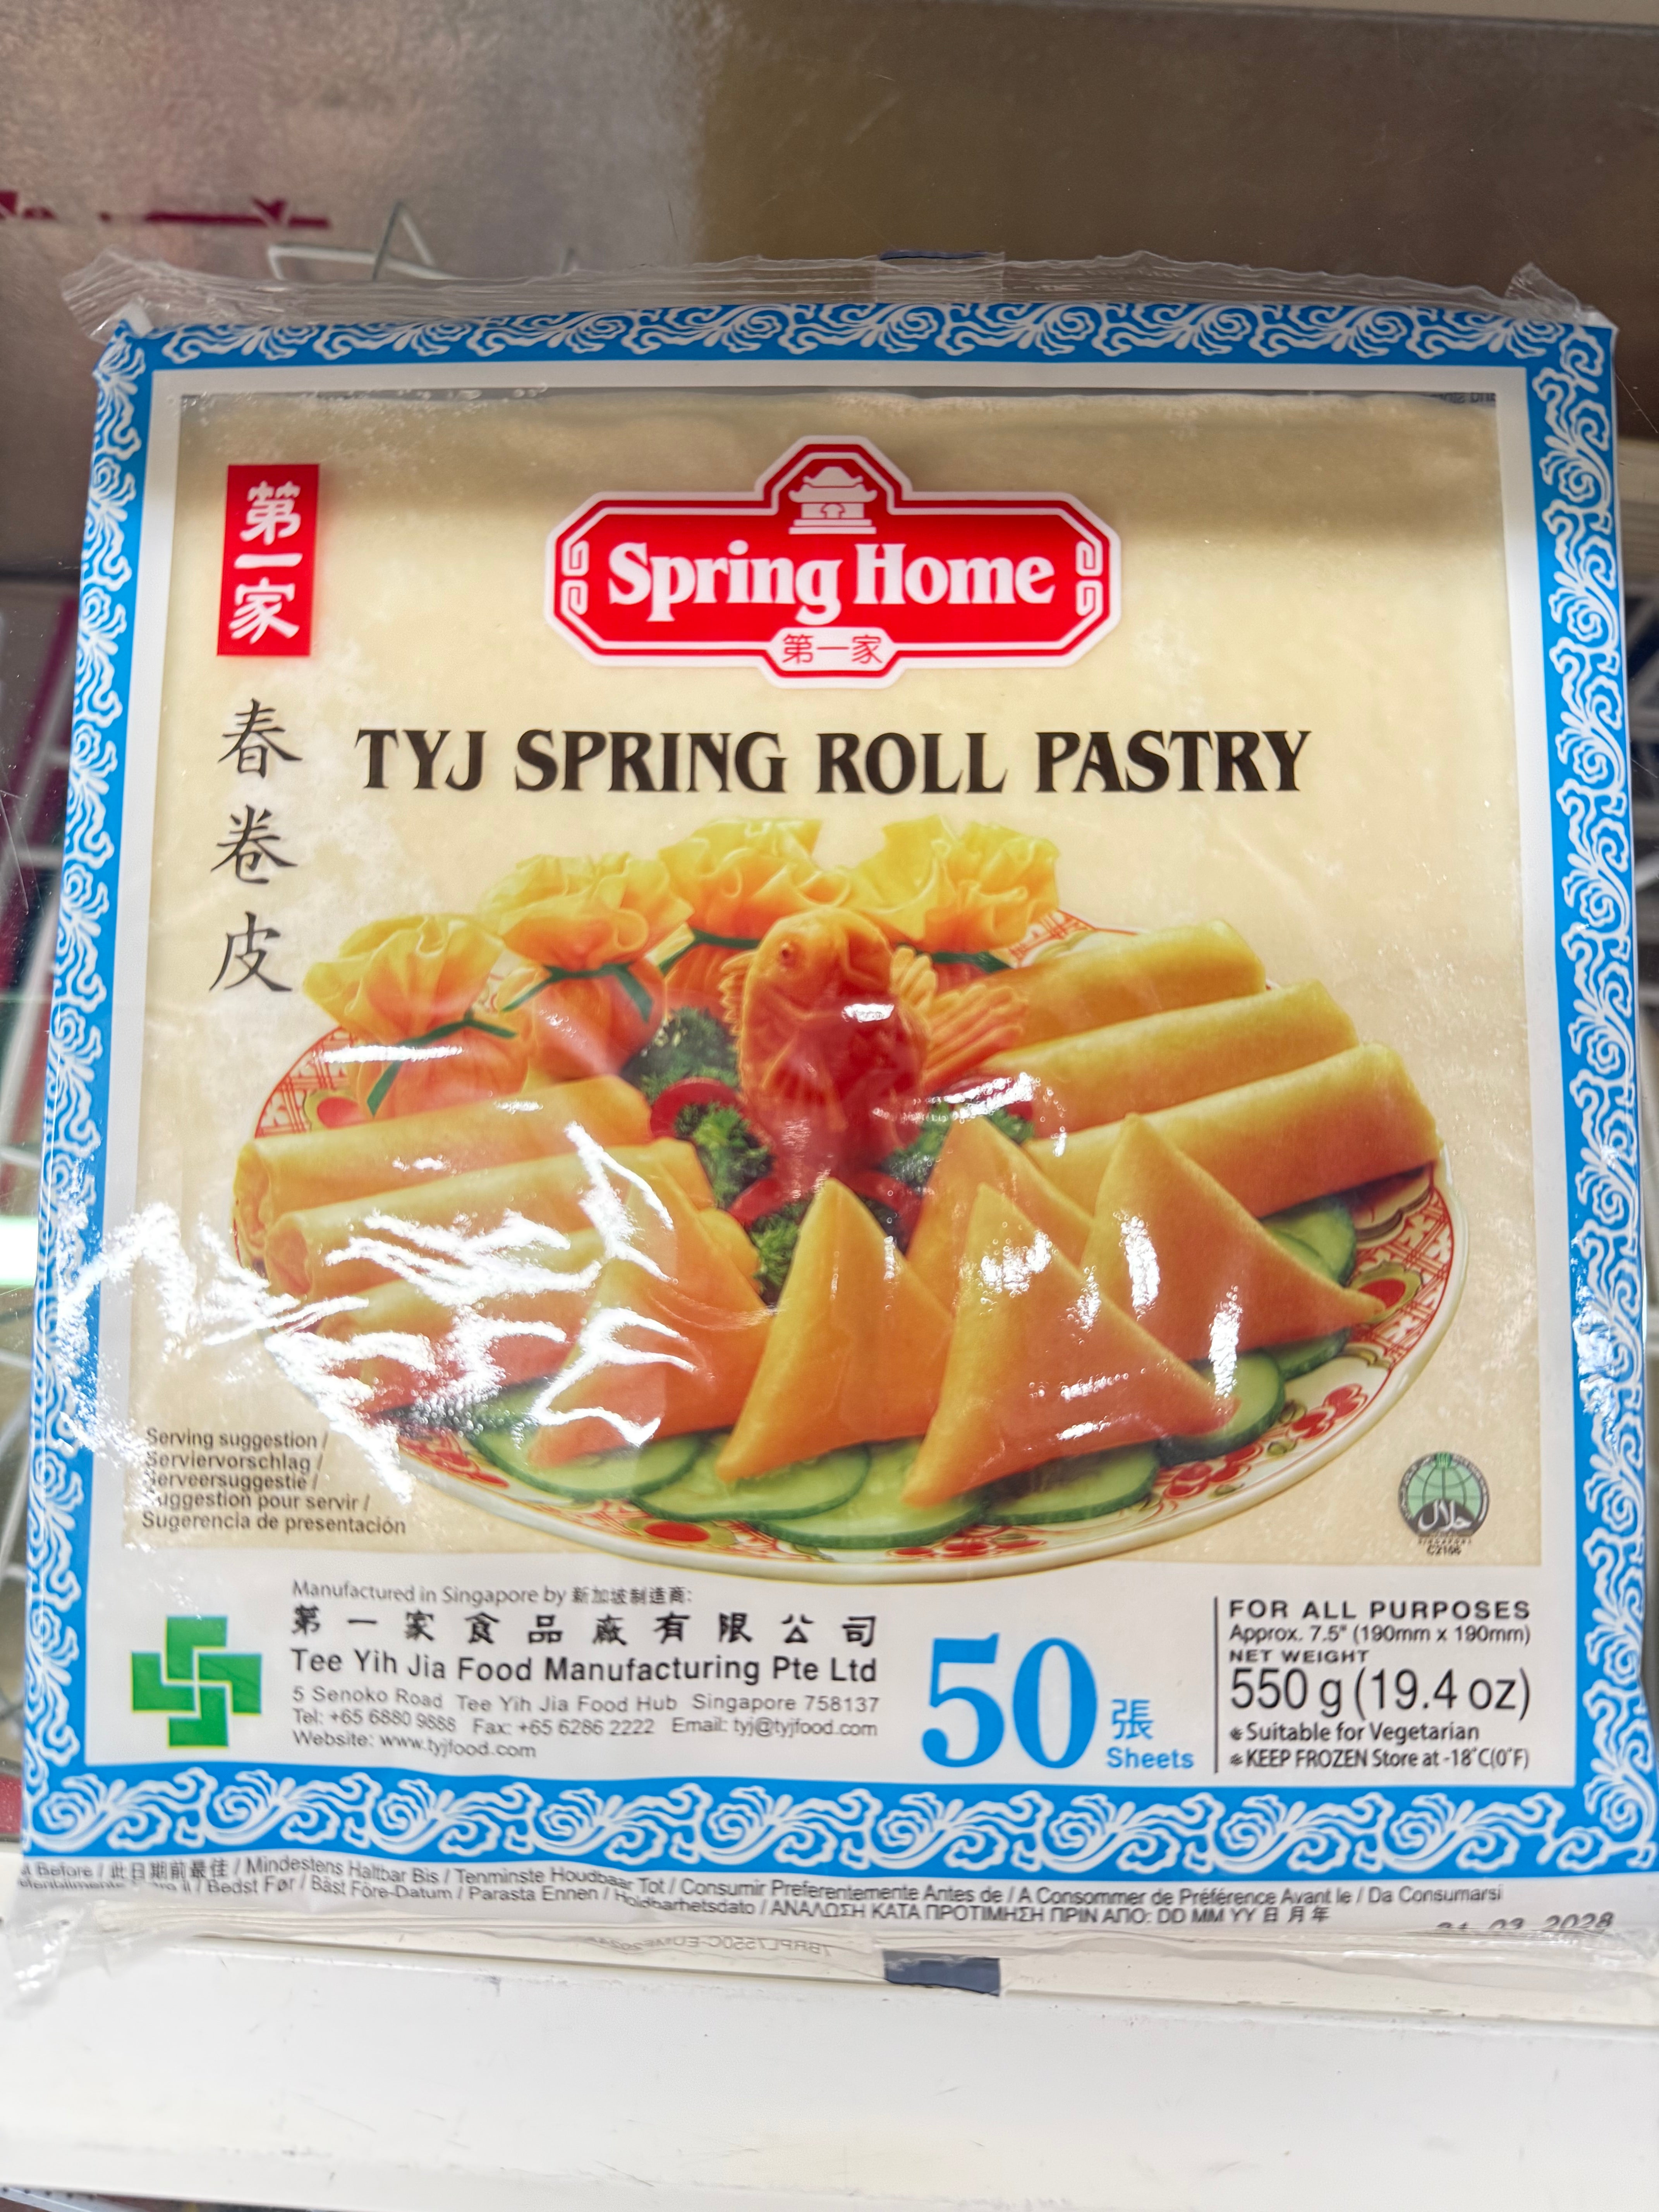 第一家
Spring Home
第一家
春卷皮
TYJ SPRING ROLL PASTRY
Serving suggestion /
Serviervorschlag /
Serveersuggestie /
Suggestion pour servir /
Sugerencia de presentación
حلال
SINGAPORE
Manufactured in Singapore by 新加坡制造商:
第一家食品廠有限公司
Tee Yih Jia Food Manufacturing Pte Ltd
5 Senoko Road Tee Yih Jia Food Hub Singapore 758137
Tel: +65 6880 9888 Fax: +65 6286 2222 Email: tyj@tyjfood.com
Website: www.tyjfood.com
50 張
Sheets
FOR ALL PURPOSES
Approx. 7.5" (190mm x 190mm)
NET WEIGHT
550 g (19.4 oz)
Suitable for Vegetarian
KEEP FROZEN Store at -18°C(0°F)
Before / 此日期前最佳 / Mindestens Haltbar Bis / Tenminste Houdbaar Tot / Consumir Preferentemente Antes de / A Consommer de Préférence Avant le / Da Consumarsi
il / Bedst Før / Bäst Före-Datum / Parasta Ennen / Holdbarhetsdato / ΑΝΑΛΩΣΗ ΚΑΤΑ ΠΡΟΤΙΜΗΣΗ ΠΡΙΝ ΑΠΟ: DD MM YY 日 月 年
03 2028